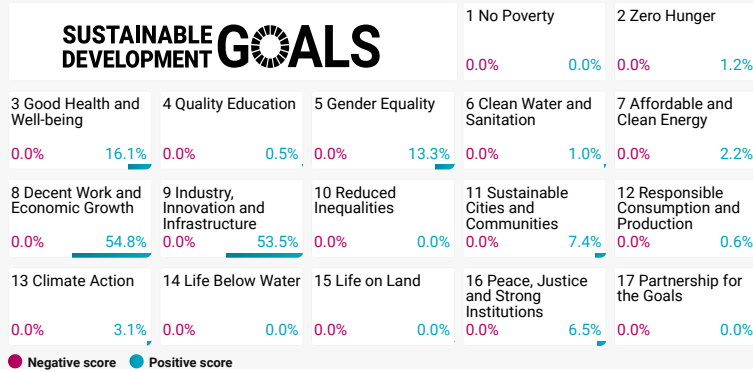 SUSTAINABLE
DEVELOPMENT
GOALS
1 No Poverty
0.0% 0.0%
2 Zero Hunger
0.0% 1.2%
3 Good Health and
Well-being
0.0% 16.1%
4 Quality Education
0.0% 0.5%
5 Gender Equality
0.0% 13.3%
6 Clean Water and
Sanitation
0.0% 1.0%
7 Affordable and
Clean Energy
0.0% 2.2%
8 Decent Work and
Economic Growth
0.0% 54.8%
9 Industry,
Innovation and
Infrastructure
0.0% 53.5%
10 Reduced
Inequalities
0.0% 0.0%
11 Sustainable
Cities and
Communities
0.0% 7.4%
12 Responsible
Consumption and
Production
0.0% 0.6%
13 Climate Action
0.0% 3.1%
14 Life Below Water
0.0% 0.0%
15 Life on Land
0.0% 0.0%
16 Peace, Justice
and Strong
Institutions
0.0% 6.5%
17 Partnership for
the Goals
0.0% 0.0%
Negative score Positive score